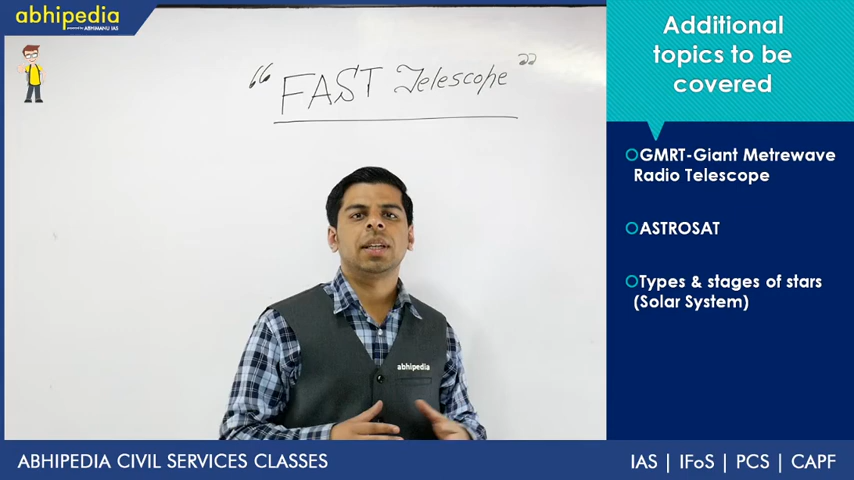 abhipedia
powered by ABHIMANU IAS
" FAST Telescope "
abhipedia
Additional
topics to be
covered
GMRT-Giant Metrewave
Radio Telescope
ASTROSAT
Types & stages of stars
(Solar System)
ABHIPEDIA CIVIL SERVICES CLASSES
IAS | IFoS | PCS | CAPF